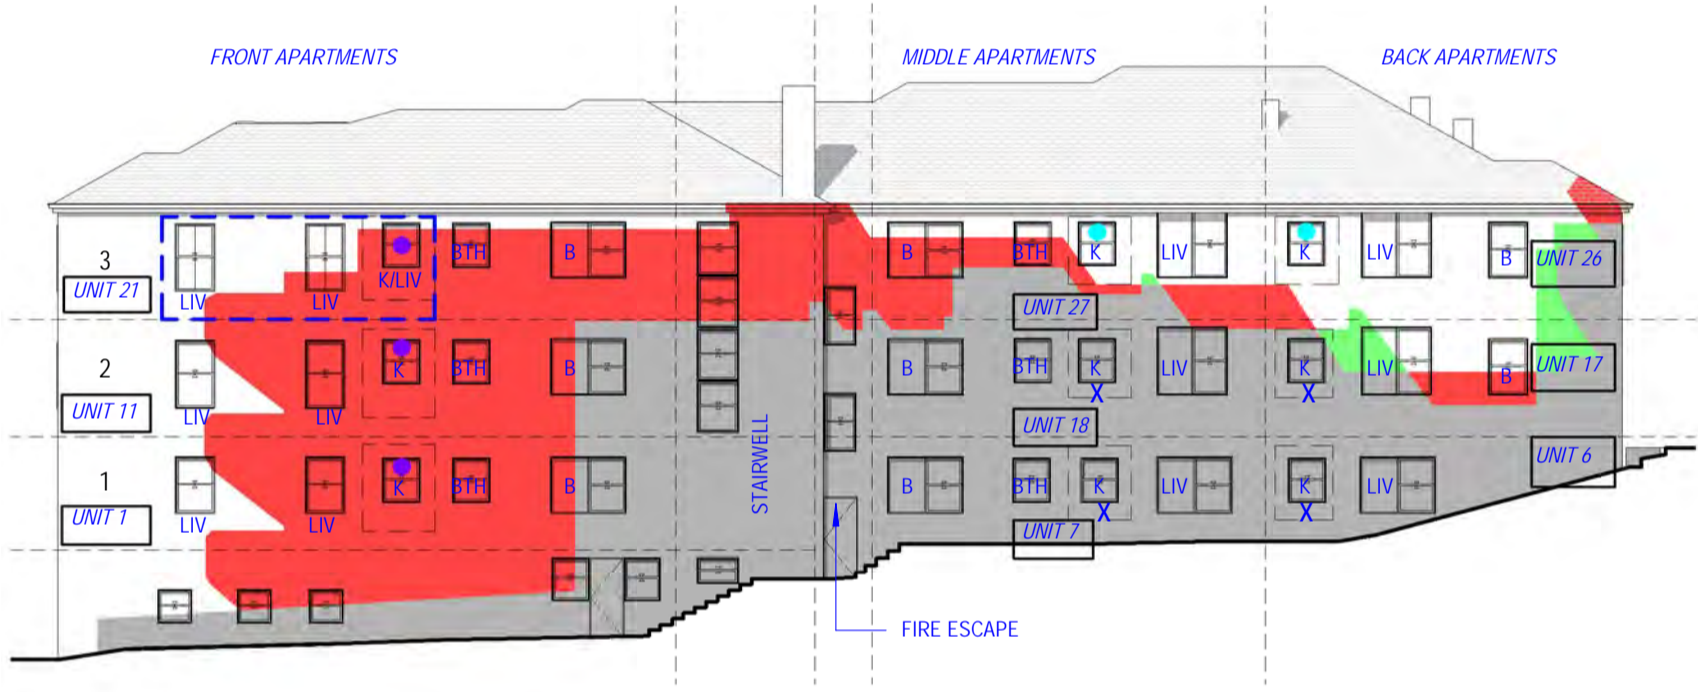 FRONT APARTMENTS
MIDDLE APARTMENTS
BACK APARTMENTS
3
UNIT 21
LIV
LIV
K/LIV
BTH
B
B
BTH
K
LIV
K
LIV
B
UNIT 26
UNIT 27
2
UNIT 11
LIV
LIV
K
BTH
B
B
BTH
K
X
LIV
K
X
LIV
B
UNIT 17
UNIT 18
STAIRWELL
1
UNIT 1
LIV
LIV
K
BTH
B
B
BTH
K
X
LIV
K
X
LIV
UNIT 6
UNIT 7
FIRE ESCAPE